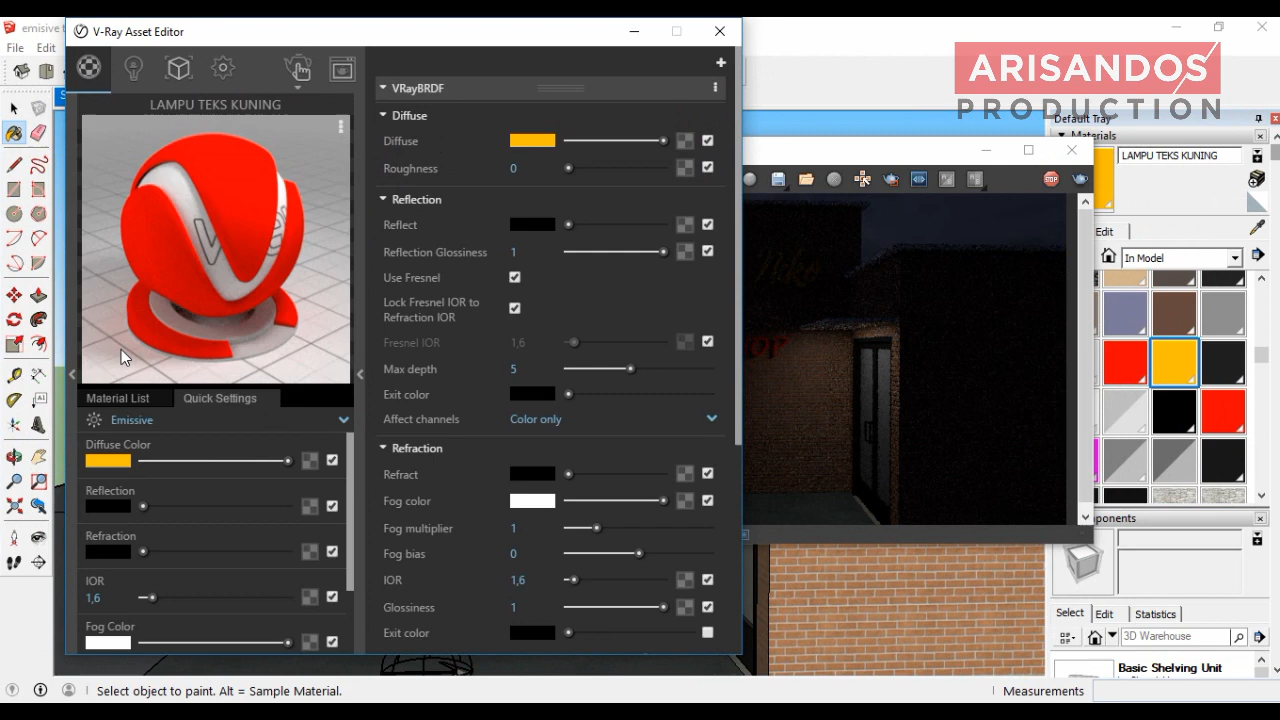 emisive t
V-Ray Asset Editor
File
Edit
ARISANDOS
PRODUCTION
LAMPU TEKS KUNING
VRayBRDF
Diffuse
Diffuse
Roughness
0
Reflection
Reflect
Reflection Glossiness
1
Use Fresnel
Lock Fresnel IOR to
Refraction IOR
Fresnel IOR
1,6
Max depth
5
Exit color
Affect channels
Color only
Refraction
Refract
Fog color
Fog multiplier
1
Fog bias
0
IOR
1,6
Glossiness
1
Exit color
Material List
Quick Settings
Emissive
Diffuse Color
Reflection
Refraction
IOR
1,6
Fog Color
STOP
Default Tray
Materials
LAMPU TEKS KUNING
Edit
In Model
ponents
Select
Edit
Statistics
3D Warehouse
Basic Shelving Unit
Select object to paint. Alt = Sample Material.
Measurements